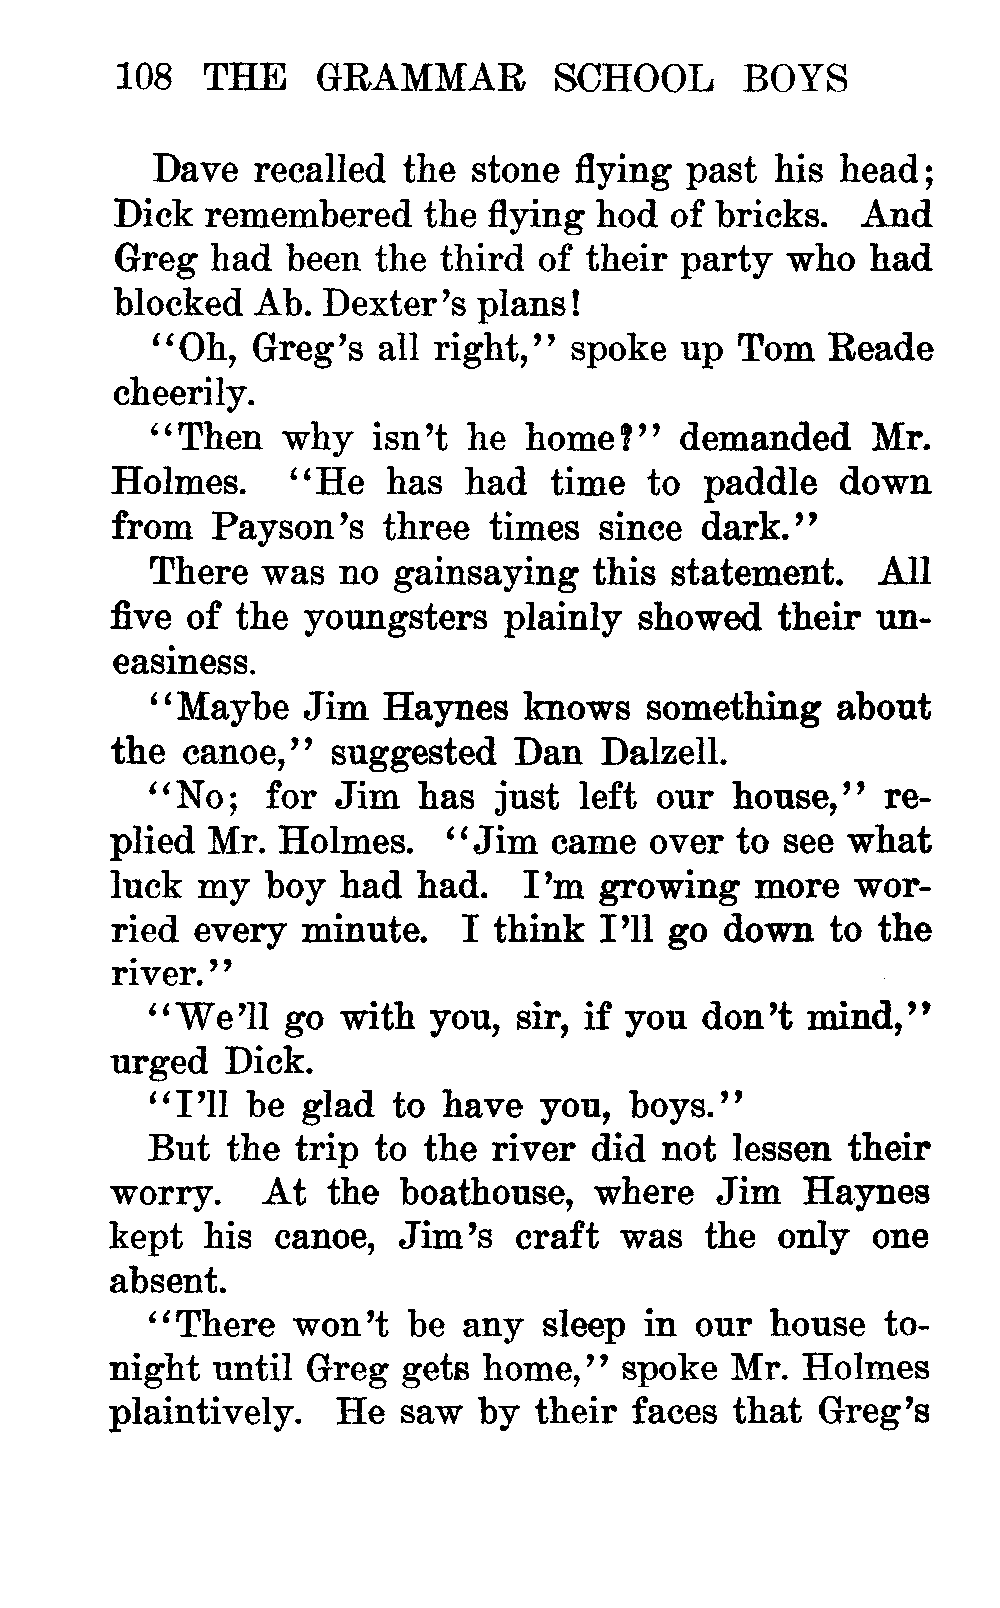 108 THE GRAMMAR SCHOOL BOYS
Dave recalled the stone flying past his head;
Dick remembered the flying hod of bricks. And
Greg had been the third of their party who had
blocked Ab. Dexter's plans!
"Oh, Greg's all right," spoke up Tom Reade
cheerily.
"Then why isn't he home?" demanded Mr.
Holmes. "He has had time to paddle down
from Payson's three times since dark."
There was no gainsaying this statement. All
five of the youngsters plainly showed their un-
easiness.
"Maybe Jim Haynes knows something about
the canoe," suggested Dan Dalzell.
"No; for Jim has just left our house," re-
plied Mr. Holmes. "Jim came over to see what
luck my boy had had. I'm growing more wor-
ried every minute. I think I'll go down to the
river."
"We'll go with you, sir, if you don't mind,"
urged Dick.
"I'll be glad to have you, boys."
But the trip to the river did not lessen their
worry. At the boathouse, where Jim Haynes
kept his canoe, Jim's craft was the only one
absent.
"There won't be any sleep in our house to-
night until Greg gets home," spoke Mr. Holmes
plaintively. He saw by their faces that Greg's